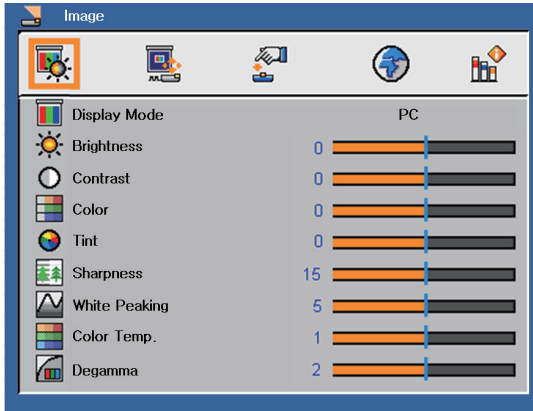 Image
Display Mode PC
Brightness 0
Contrast 0
Color 0
Tint 0
Sharpness 15
White Peaking 5
Color Temp. 1
Degamma 2